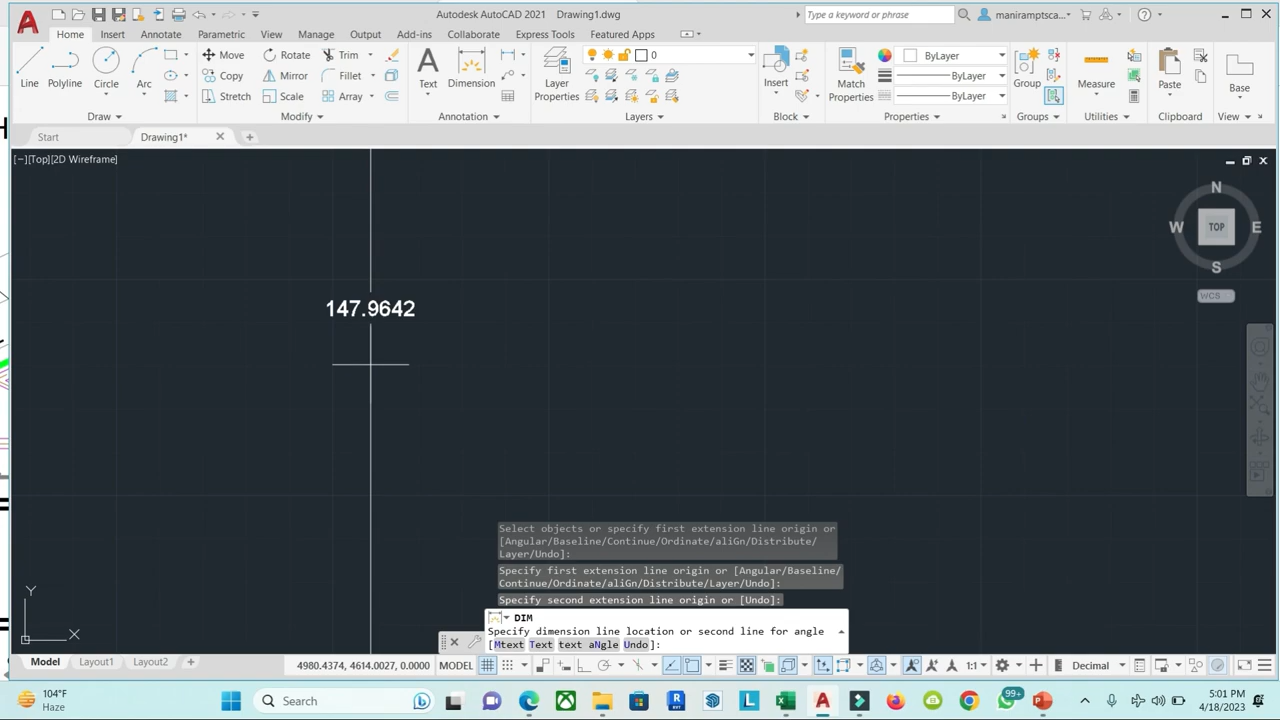 Autodesk AutoCAD 2021 Drawing1.dwg
Type a keyword or phrase
maniramptsca...
Home Insert Annotate Parametric View Manage Output Add-ins Collaborate Express Tools Featured Apps
Line
Polyline
Circle
Arc
Move
Rotate
Trim
Copy
Mirror
Fillet
Stretch
Scale
Array
Text
Dimension
Layer
Properties
0
Insert
Match
Properties
ByLayer
ByLayer
ByLayer
Group
Measure
Paste
Base
Draw
Modify
Annotation
Layers
Block
Properties
Groups
Utilities
Clipboard
View
Start
Drawing1*
[−][Top][2D Wireframe]
N
W
TOP
E
S
WCS
147.9642
Select objects or specify first extension line origin or
[Angular/Baseline/Continue/Ordinate/aliGn/Distribute/
Layer/Undo]:
Specify first extension line origin or [Angular/Baseline/
Continue/Ordinate/aliGn/Distribute/Layer/Undo]:
Specify second extension line origin or [Undo]:
DIM
Specify dimension line location or second line for angle
[Mtext Text text aNgle Undo]:
Y
X
Model
Layout1
Layout2
4980.4374, 4614.0027, 0.0000
MODEL
1:1
Decimal
104°F
Haze
Search
99+
5:01 PM
4/18/2023